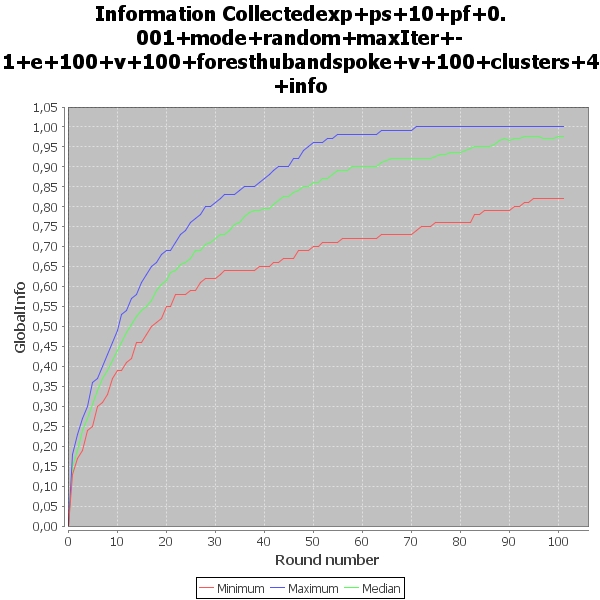 Information Collectedexp+ps+10+pf+0.
001+mode+random+maxIter+-
1+e+100+v+100+foresthubandspoke+v+100+clusters+4
+info
1,05
1,00
0,95
0,90
0,85
0,80
0,75
0,70
0,65
0,60
0,55
0,50
0,45
0,40
0,35
0,30
0,25
0,20
0,15
0,10
0,05
0,00
GlobalInfo
0 10 20 30 40 50 60 70 80 90 100
Round number
Minimum Maximum Median